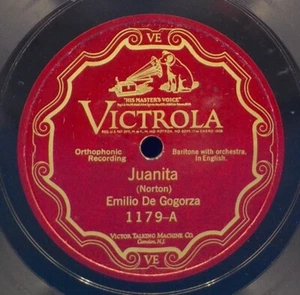 VE
"HIS MASTER'S VOICE"
VICTROLA
Orthophonic Recording
Baritone with orchestra. In English.
Juanita
(Norton)
Emilio De Gogorza
1179-A
VICTOR TALKING MACHINE CO.
Camden, N.J.
VE